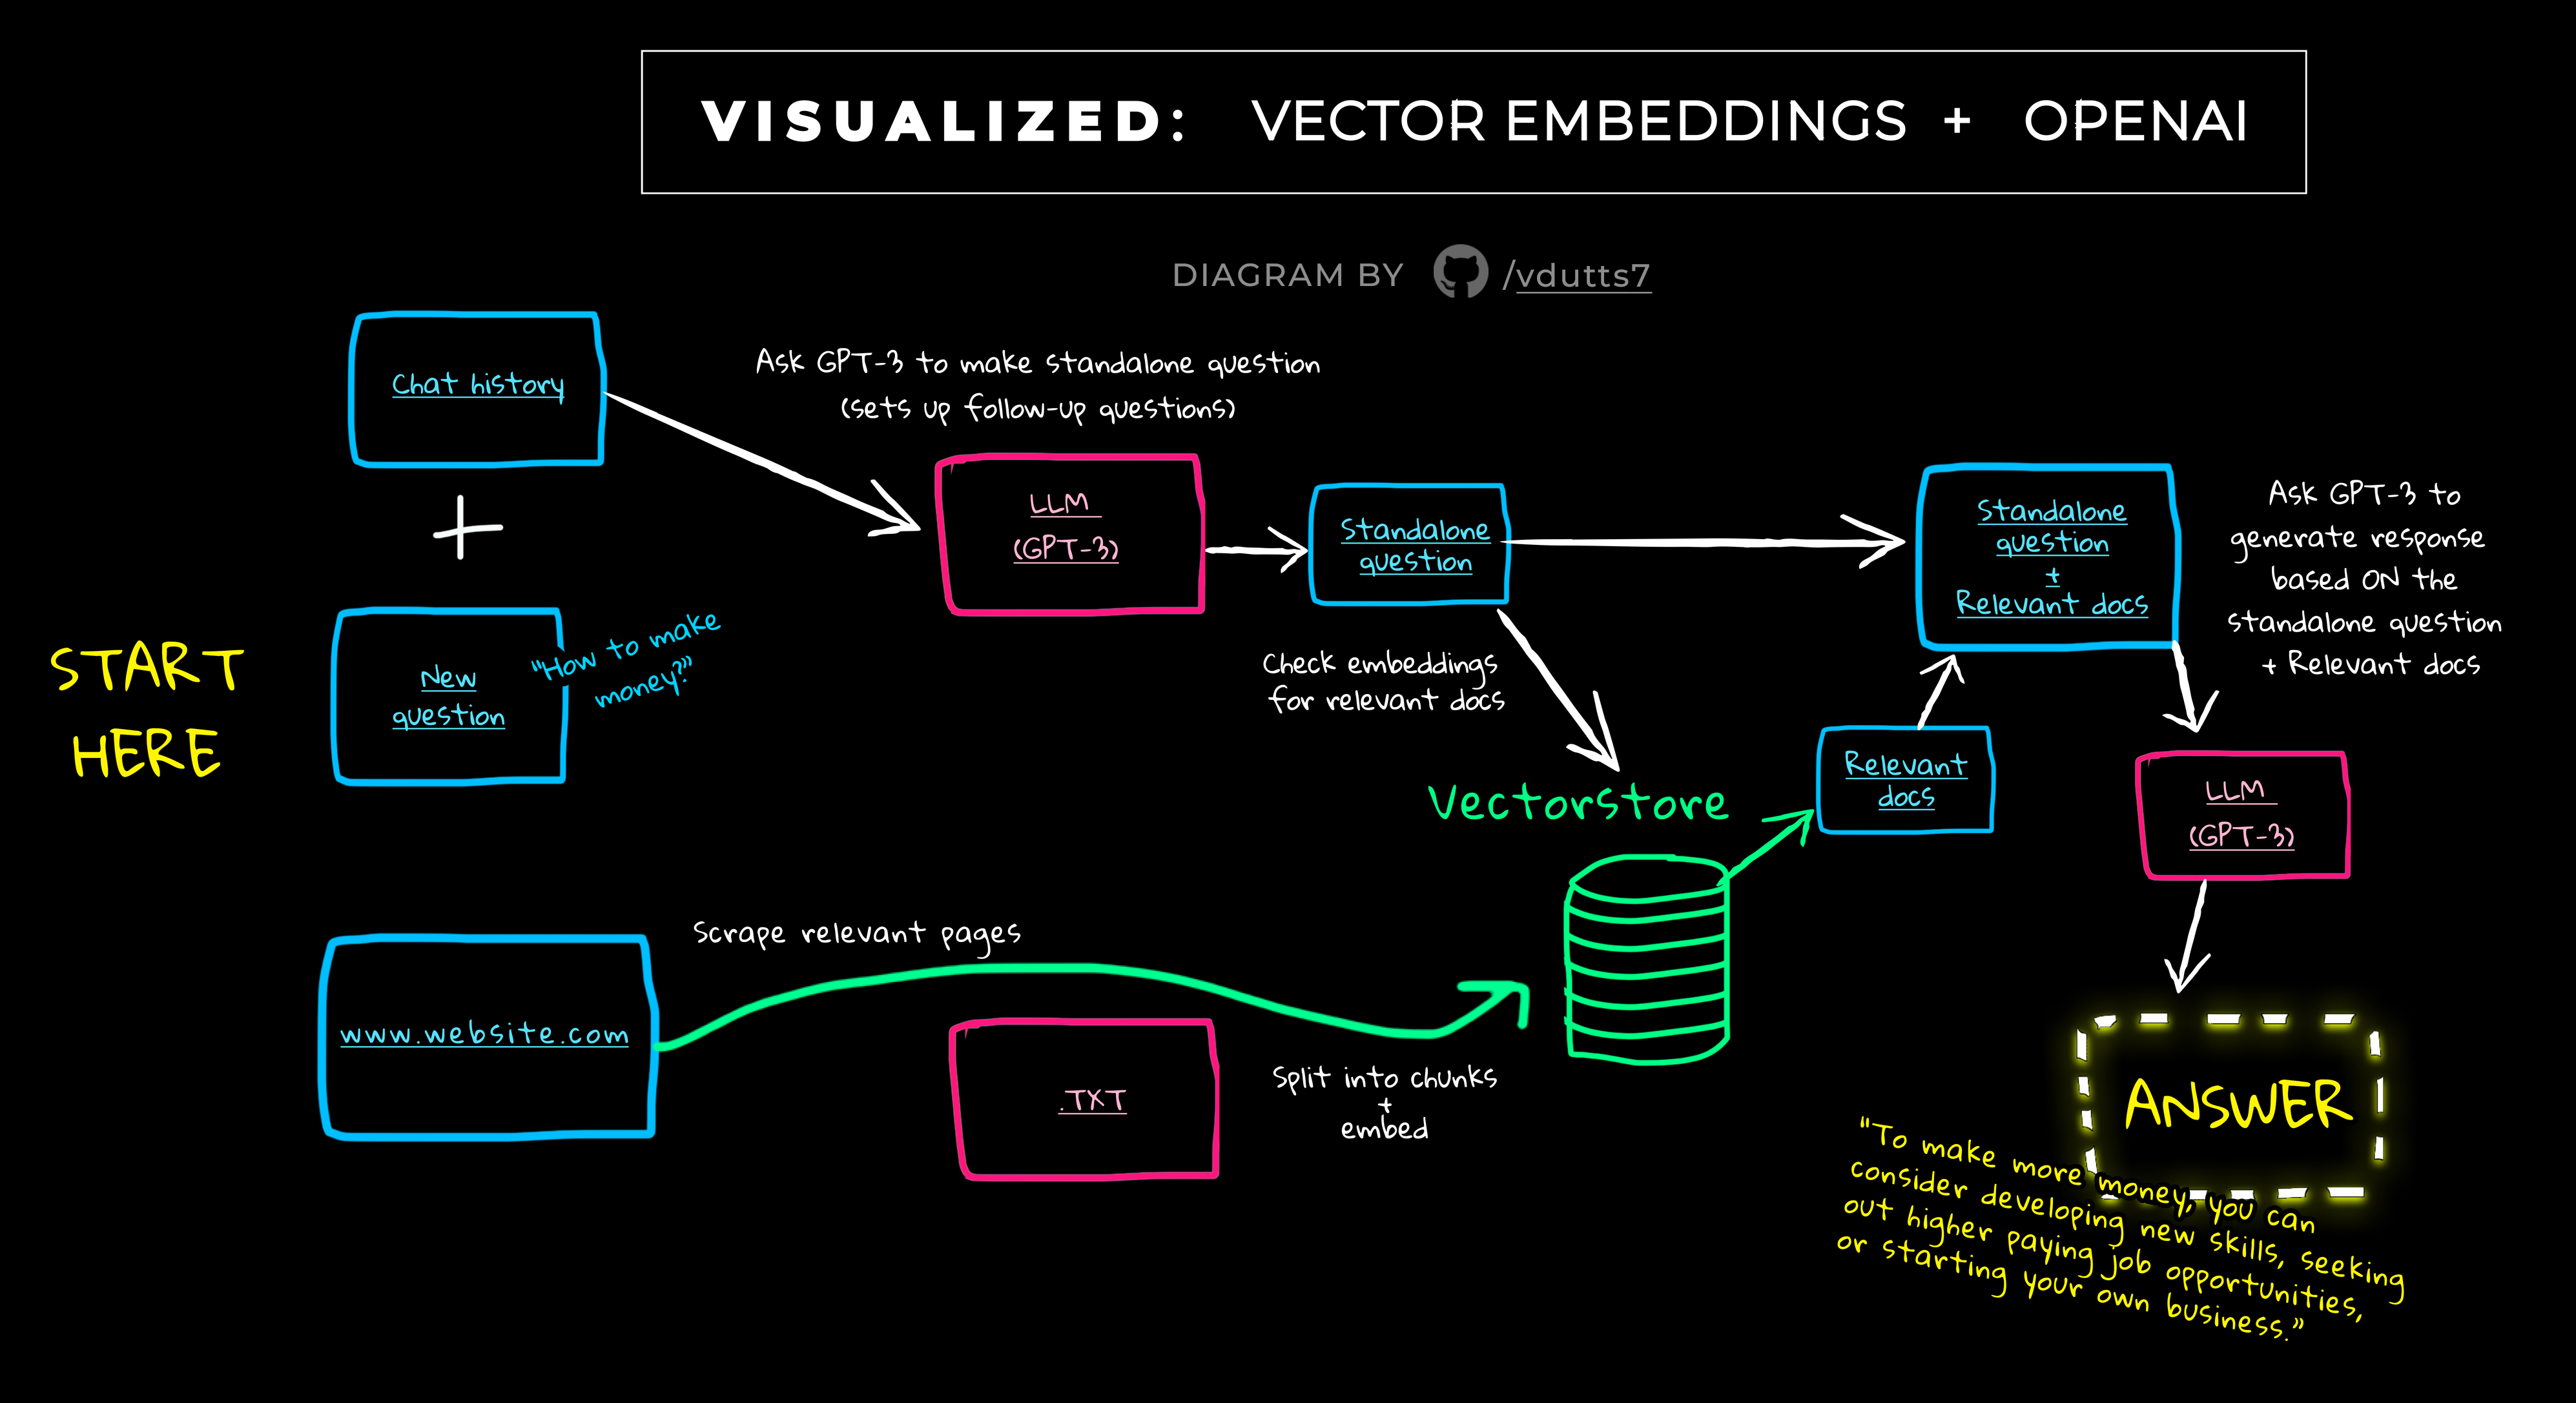 VISUALIZED: VECTOR EMBEDDINGS + OPENAI
DIAGRAM BY /vdutts7
Chat history
+
START
HERE
New
question
"How to make
money?"
Ask GPT-3 to make standalone question
(sets up follow-up questions)
LLM
(GPT-3)
Standalone
question
Check embeddings
for relevant docs
Vectorstore
Relevant
docs
Standalone
question
+
Relevant docs
Ask GPT-3 to
generate response
based ON the
standalone question
+ Relevant docs
LLM
(GPT-3)
www.website.com
Scrape relevant pages
.TXT
Split into chunks
+
embed
ANSWER
"To make more money, you can
consider developing new skills, seeking
out higher paying job opportunities,
or starting your own business."